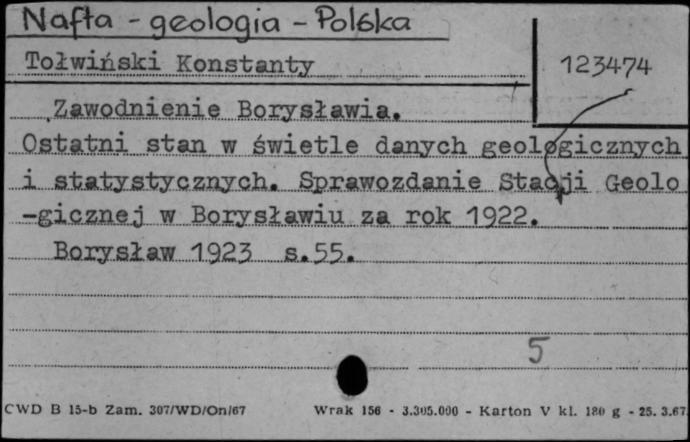 Nafta - geologia - Polska
Tołwiński Konstanty
123474
Zawodnienie Borysławia.
Ostatni stan w świetle danych geologicznych
i statystycznych. Sprawozdanie Stacji Geolo
-gicznej w Borysławiu za rok 1922.
Borysław 1923 s.55.
5
CWD B 15-b Zam. 307/WD/On/67 Wrak 156 - 3.305.000 - Karton V kl. 180 g - 25. 3.67